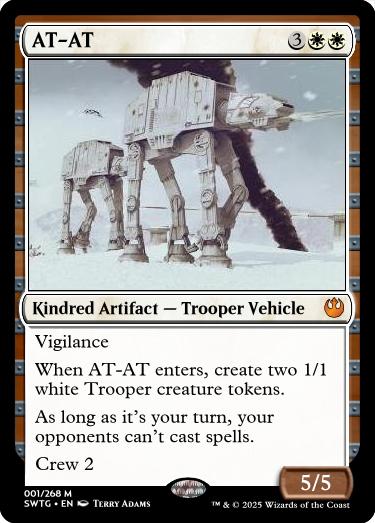 AT-AT 3
Kindred Artifact — Trooper Vehicle
Vigilance
When AT-AT enters, create two 1/1
white Trooper creature tokens.
As long as it's your turn, your
opponents can't cast spells.
Crew 2
5/5
001/268 M
SWTG • EN Terry Adams
™ & © 2025 Wizards of the Coast